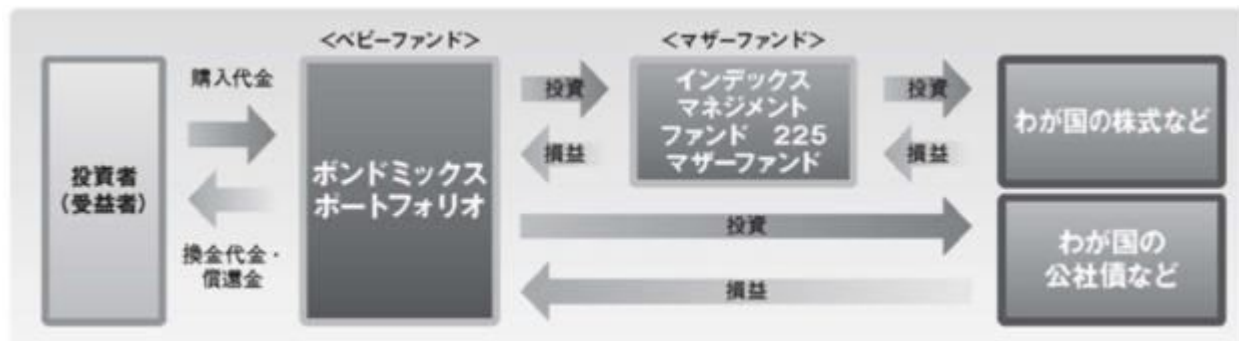 <ベビーファンド>
<マザーファンド>
投資者
(受益者)
購入代金
換金代金・
償還金
ボンドミックス
ポートフォリオ
投資
損益
インデックス
マネジメント
ファンド 225
マザーファンド
投資
損益
わが国の株式など
投資
損益
わが国の
公社債など